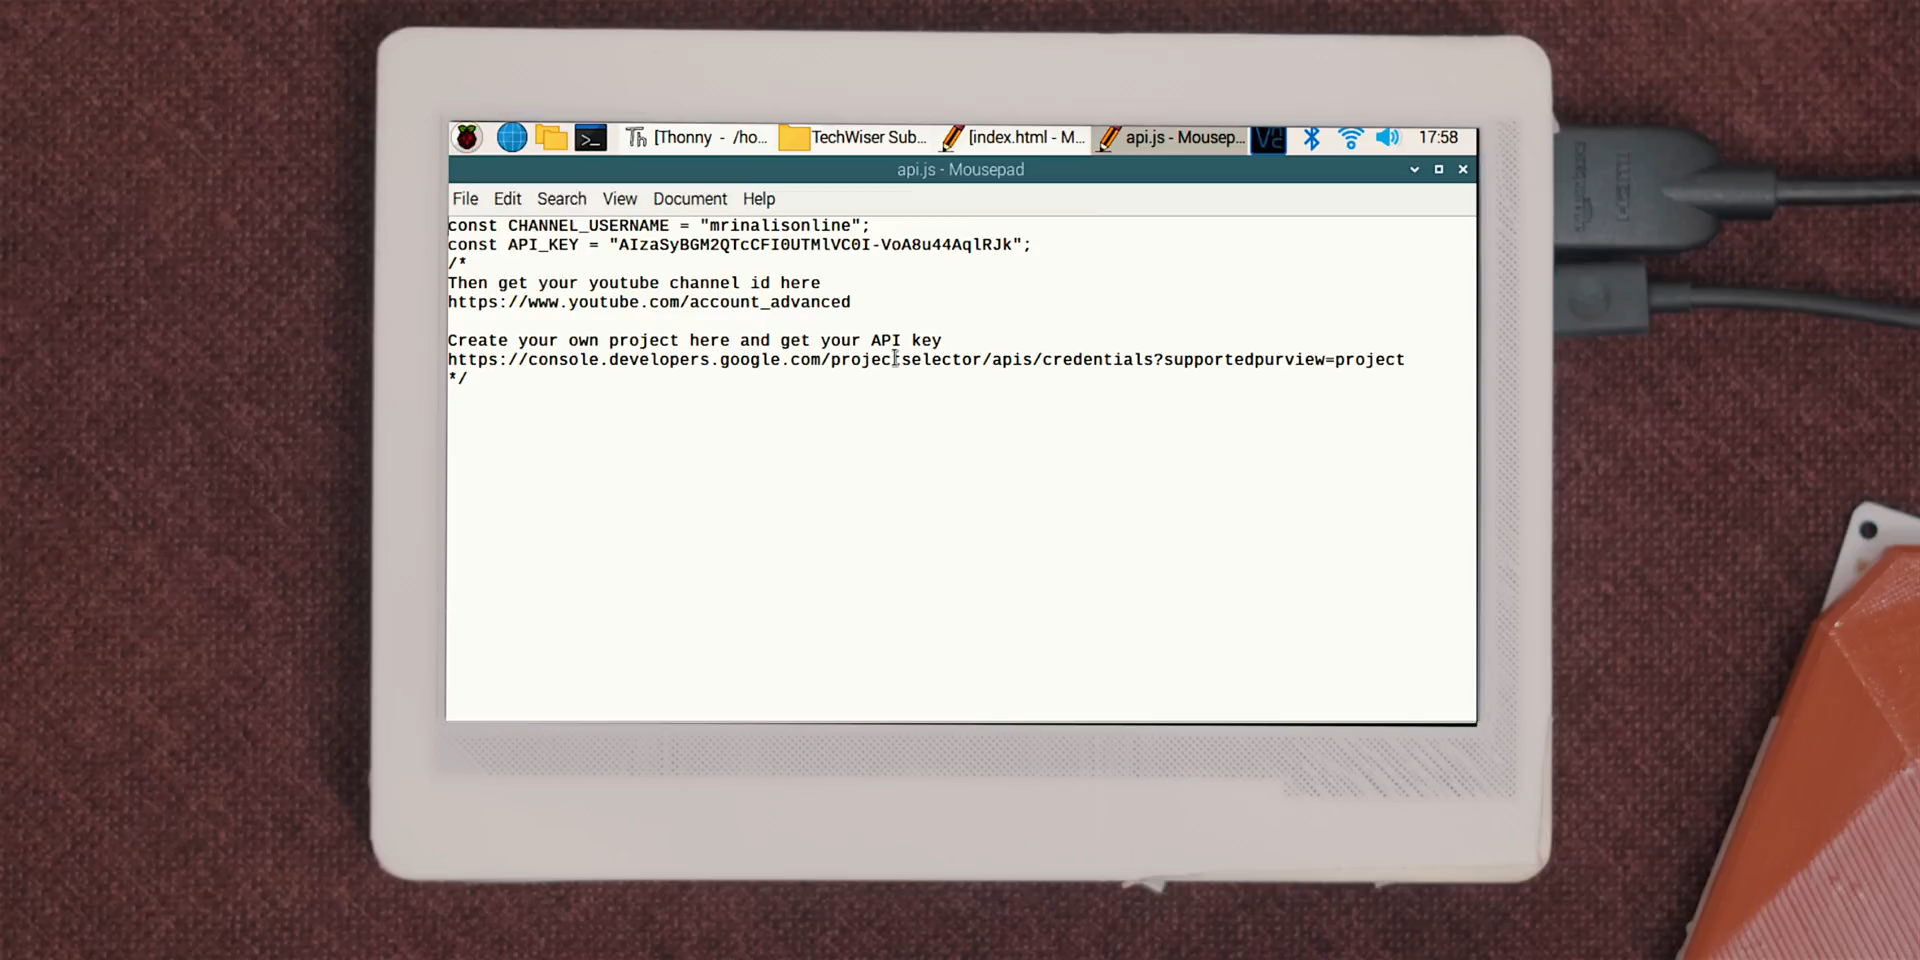 [Thonny - /ho...
TechWiser Sub...
[index.html - M...
api.js - Mousep...
17:58
api.js - Mousepad
File Edit Search View Document Help
const CHANNEL_USERNAME = "mrinalisonline";
const API_KEY = "AIzaSyBGM2QTcCFI0UTMlVC0I-VoA8u44AqlRJk";
/*
Then get your youtube channel id here
https://www.youtube.com/account_advanced
Create your own project here and get your API key
https://console.developers.google.com/projectselector/apis/credentials?supportedpurview=project
*/
HDMI